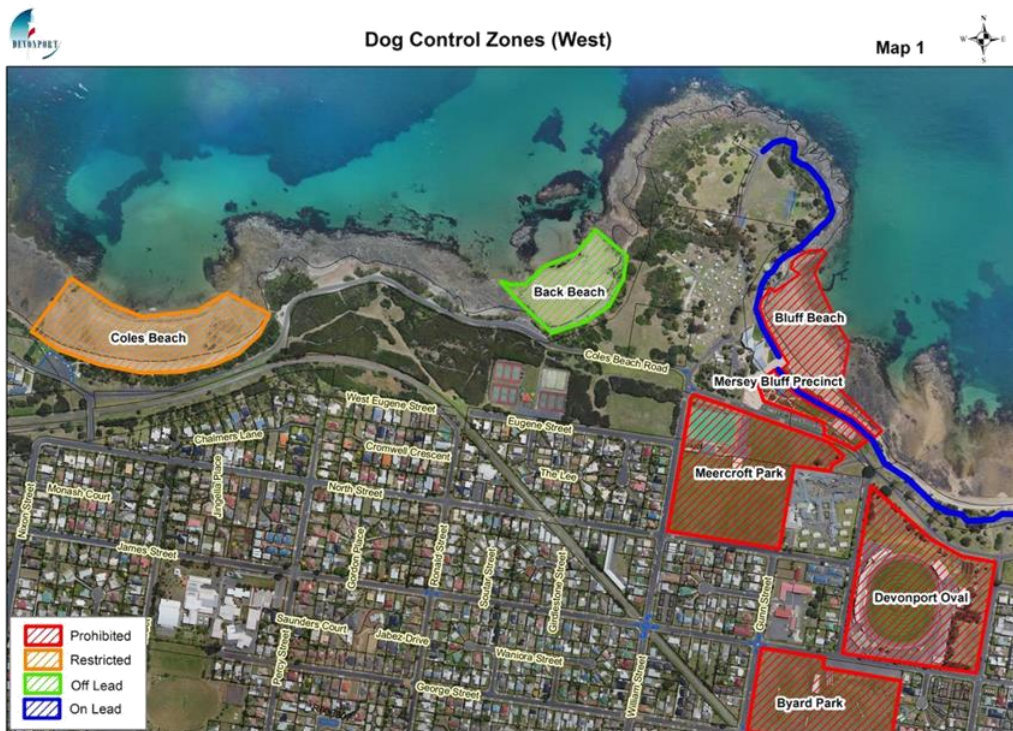 DEVONPORT
Dog Control Zones (West)
Map 1
N
W
E
S
Back Beach
Coles Beach
Bluff Beach
Coles Beach Road
Mersey Bluff Precinct
West Eugene Street
Eugene Street
Chalmers Lane
Cromwell Crescent
Meercroft Park
The Lee
Angelia Place
North Street
Monash Court
Nixon Street
James Street
Gordon Place
Ronald Street
Souter Street
Girdlestone Street
Gunn Street
Devonport Oval
Saunders Court
Jabez Drive
Percy Street
Waniora Street
George Street
William Street
Byard Park
Prohibited
Restricted
Off Lead
On Lead